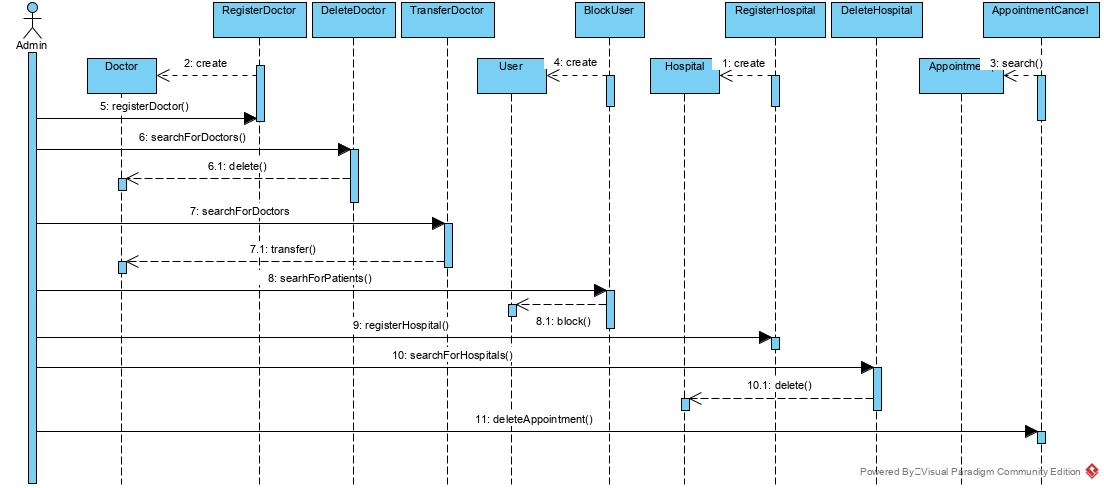 RegisterDoctor
DeleteDoctor
TransferDoctor
BlockUser
RegisterHospital
DeleteHospital
AppointmentCancel
Admin
Doctor
2: create
User
4: create
Hospital
1: create
Appointme
3: search()
5: registerDoctor()
6: searchForDoctors()
6.1: delete()
7: searchForDoctors
7.1: transfer()
8: searhForPatients()
8.1: block()
9: registerHospital()
10: searchForHospitals()
10.1: delete()
11: deleteAppointment()
Powered By Visual Paradigm Community Edition